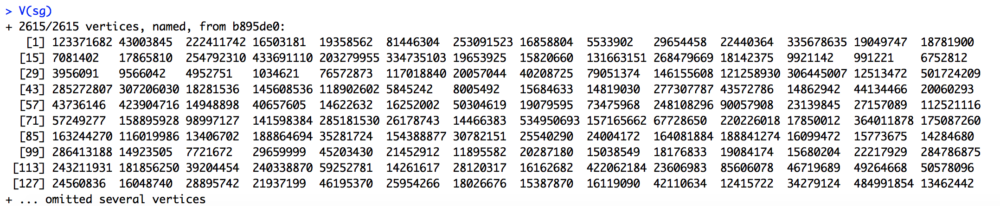 > V(sg)
+ 2615/2615 vertices, named, from b895de0:
[1] 123371682 43003845 222411742 16503181 19358562 81446304 253091523 16858804 5533902 29654458 22440364 335678635 19049747 18781900
[15] 7081402 17865810 254792310 433691110 203279955 334735103 19653925 15820660 131663151 268479669 18142375 9921142 991221 6752812
[29] 3956091 9566042 4952751 1034621 76572873 117018840 20057044 40208725 79051374 146155608 121258930 306445007 12513472 501724209
[43] 285272807 307206030 18281536 145608536 118902602 5845242 8005492 15684633 14819030 277307787 43572786 14862942 44134466 20060293
[57] 43736146 423904716 14948898 40657605 14622632 16252002 50304619 19079595 73475968 248108296 90057908 23139845 27157089 112521116
[71] 57249277 158895928 98997127 141598384 285181530 26178743 14466383 534950693 157165662 67728650 220226018 17850012 364011878 175087260
[85] 163244270 116019986 13406702 188864694 35281724 154388877 30782151 25540290 24004172 164081884 188841274 16099472 15773675 14284680
[99] 286413188 14923505 7721672 29659999 45203430 21452912 11895582 20287180 15038549 18176833 19084174 15680204 22217929 284786875
[113] 243211931 181856250 39204454 240338870 59252781 14261617 28120317 16162682 422062184 23606983 85606078 46719689 49264668 50578096
[127] 24560836 16048740 28895742 21937199 46195370 25954266 18026676 15387870 16119090 42110634 12415722 34279124 484991854 13462442
+ ... omitted several vertices